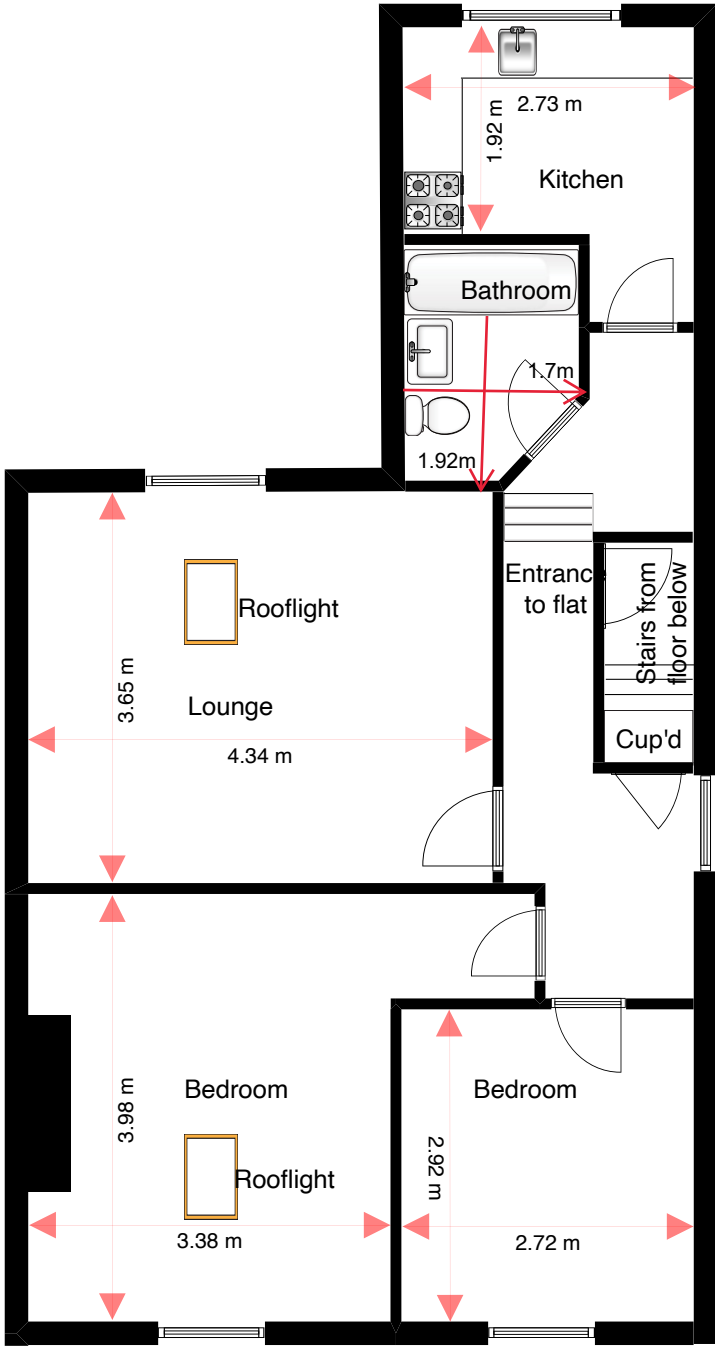 2.73 m
1.92 m
Kitchen
Bathroom
1.7m
1.92m
Entranc
to flat
Stairs from
floor below
Rooflight
3.65 m
Lounge
4.34 m
Cup'd
Bedroom
3.98 m
Rooflight
3.38 m
Bedroom
2.92 m
2.72 m